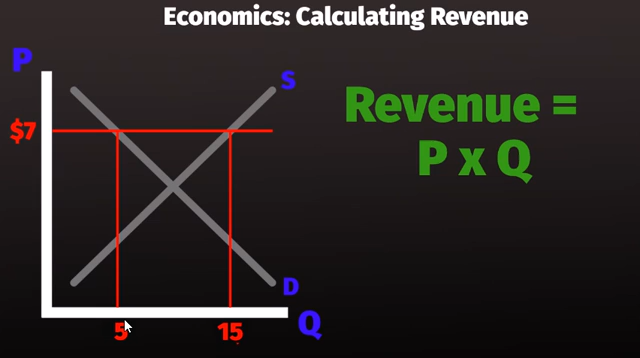 Economics: Calculating Revenue
P
S
$7
Revenue =
P x Q
D
5
15
Q